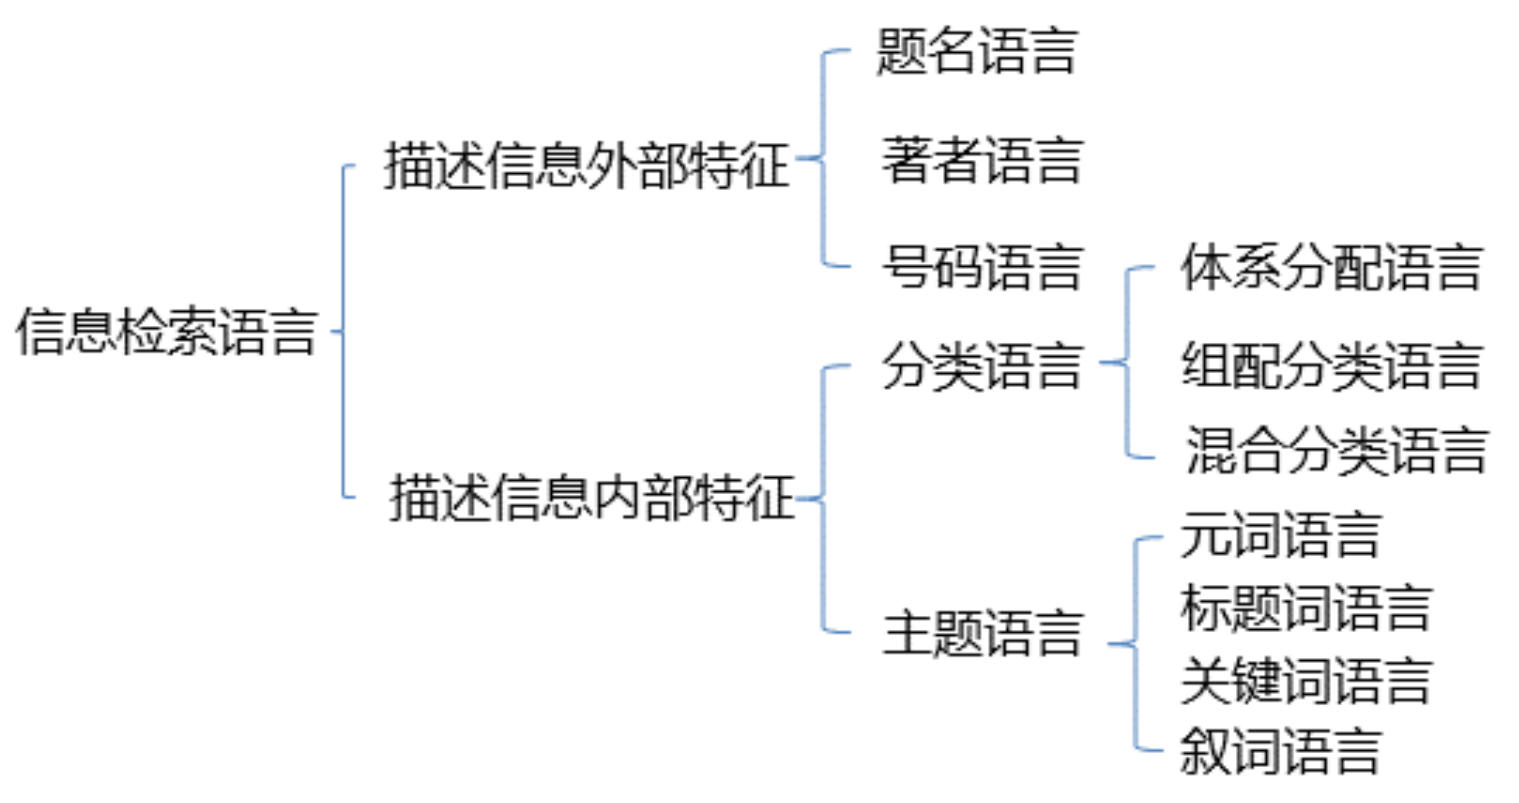 信息检索语言
描述信息外部特征
题名语言
著者语言
号码语言
描述信息内部特征
分类语言
体系分配语言
组配分类语言
混合分类语言
主题语言
元词语言
标题词语言
关键词语言
叙词语言